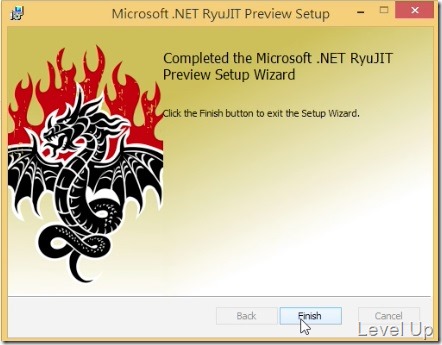 Microsoft .NET RyuJIT Preview Setup
Completed the Microsoft .NET RyuJIT
Preview Setup Wizard
Click the Finish button to exit the Setup Wizard.
Back
Finish
Cancel
Level Up